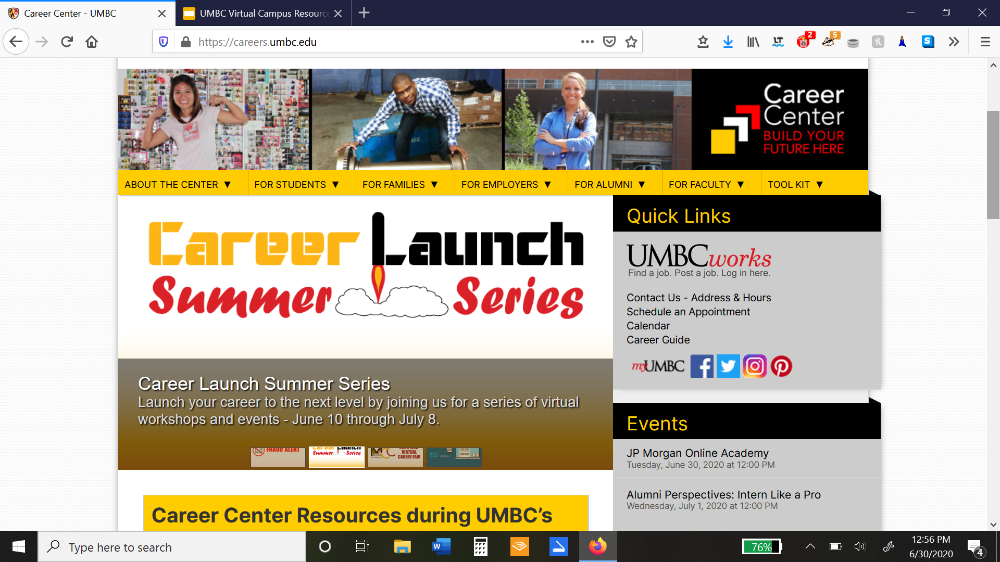 Career Center - UMBC
UMBC Virtual Campus Resource
https://careers.umbc.edu
2
5
Career
Center
BUILD YOUR
FUTURE HERE
ABOUT THE CENTER ▼
FOR STUDENTS ▼
FOR FAMILIES ▼
FOR EMPLOYERS ▼
FOR ALUMNI ▼
FOR FACULTY ▼
TOOL KIT ▼
Career Launch
Summer Series
Career Launch Summer Series
Launch your career to the next level by joining us for a series of virtual
workshops and events - June 10 through July 8.
FRAUD ALERT
Summer Series
VIRTUAL
CAREER FAIR
Career Center Resources during UMBC's
Quick Links
UMBCworks
Find a job. Post a job. Log in here.
Contact Us - Address & Hours
Schedule an Appointment
Calendar
Career Guide
myUMBC
Events
JP Morgan Online Academy
Tuesday, June 30, 2020 at 12:00 PM
Alumni Perspectives: Intern Like a Pro
Wednesday, July 1, 2020 at 12:00 PM
Type here to search
76%
12:56 PM
6/30/2020
4